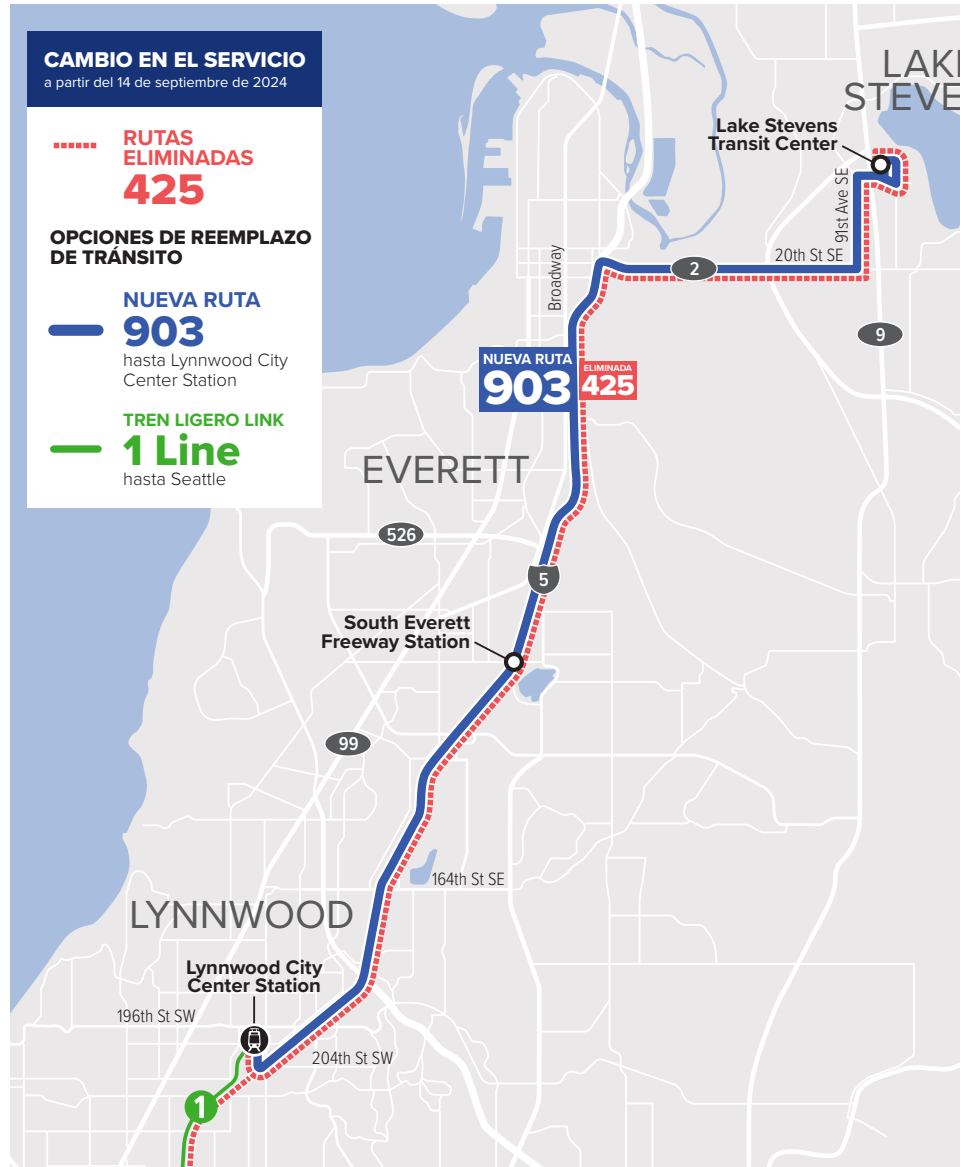 CAMBIO EN EL SERVICIO
a partir del 14 de septiembre de 2024
RUTAS
ELIMINADAS
425
OPCIONES DE REEMPLAZO
DE TRÁNSITO
NUEVA RUTA
903
hasta Lynnwood City
Center Station
TREN LIGERO LINK
1 Line
hasta Seattle
LAKE
STEVE
Lake Stevens
Transit Center
91st Ave SE
20th St SE
2
Broadway
9
NUEVA RUTA
903
ELIMINADA
425
EVERETT
526
5
South Everett
Freeway Station
99
164th St SE
LYNNWOOD
Lynnwood City
Center Station
196th St SW
204th St SW
1